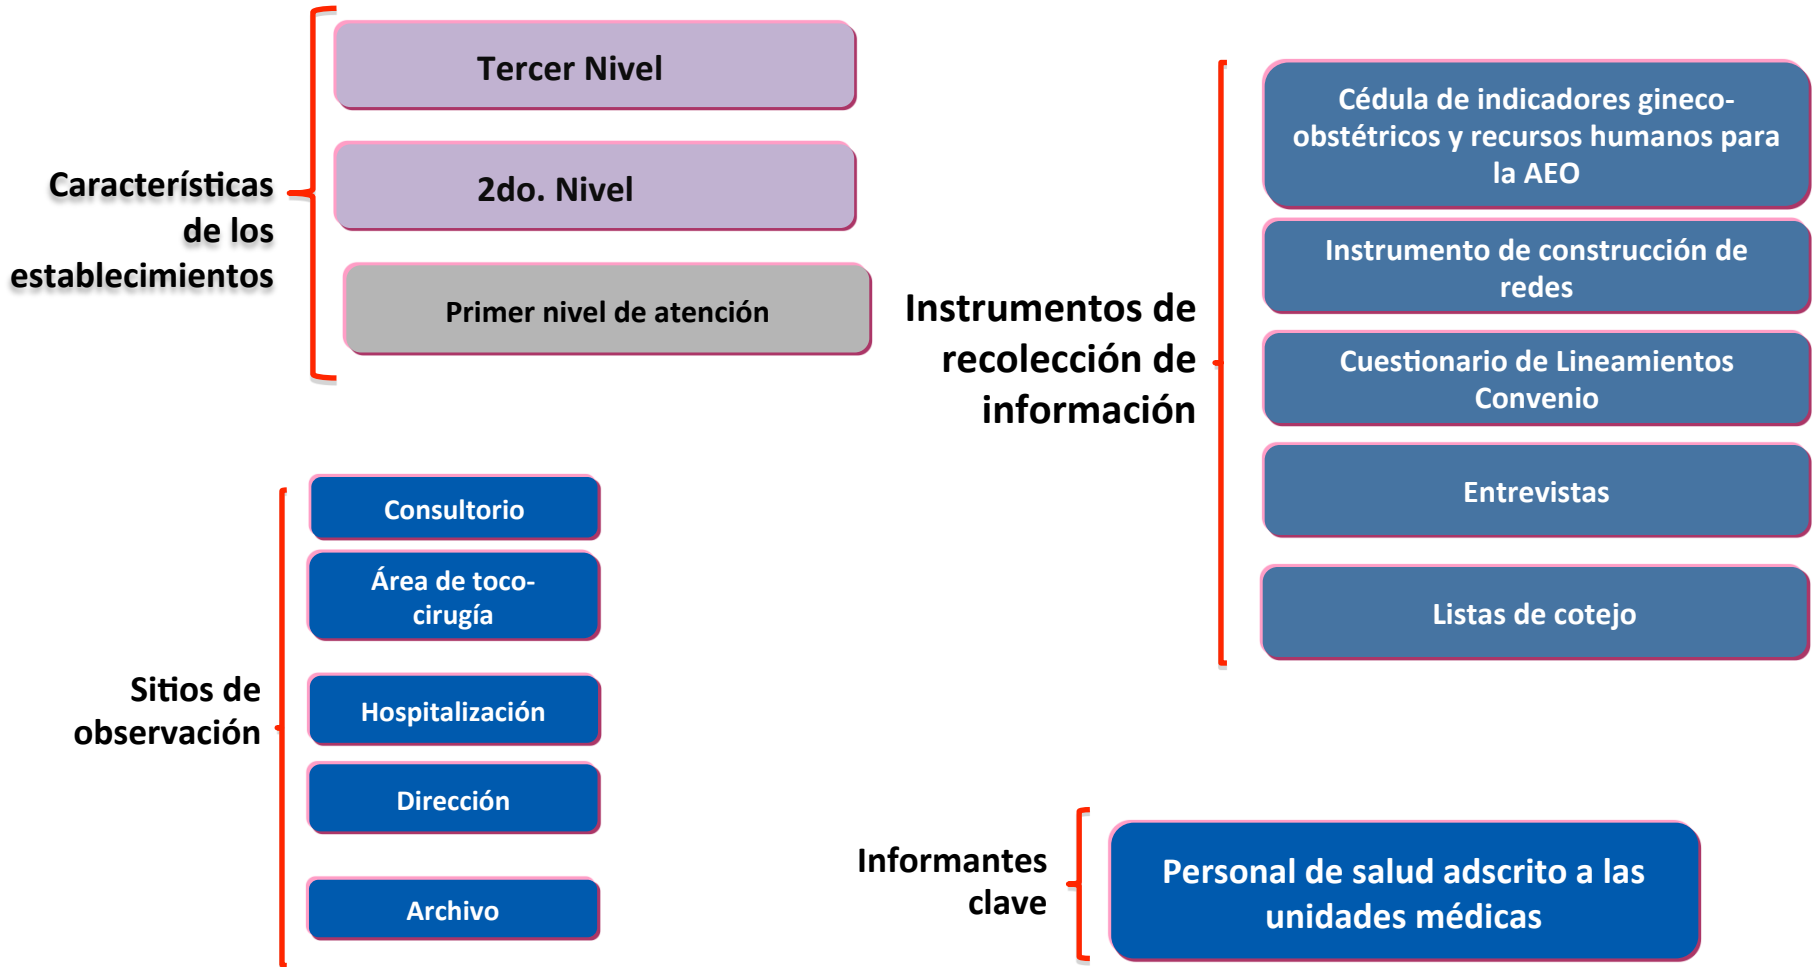 Característícas
de los
establecimientos
Tercer Nivel
2do. Nivel
Primer nivel de atención
Instrumentos de
recolección de
información
Cédula de indicadores gineco-
obstétricos y recursos humanos para
la AEO
Instrumento de construcción de
redes
Cuestionario de Lineamientos
Convenio
Entrevistas
Listas de cotejo
Sitios de
observación
Consultorio
Área de toco-
cirugía
Hospitalización
Dirección
Archivo
Informantes
clave
Personal de salud adscrito a las
unidades médicas